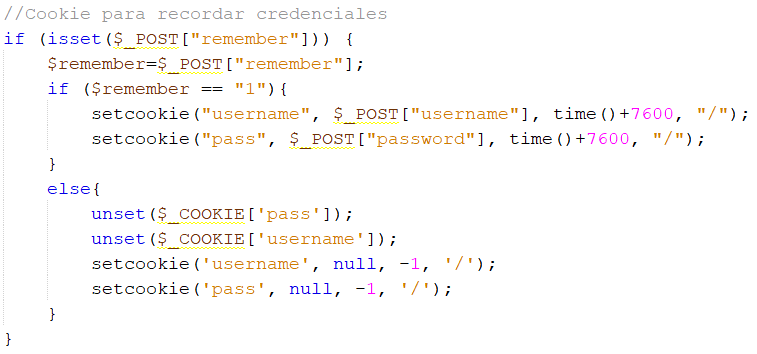 //Cookie para recordar credenciales
if (isset($_POST["remember"])) {
    $remember=$_POST["remember"];
    if ($remember == "1"){
        setcookie("username", $_POST["username"], time()+7600, "/");
        setcookie("pass", $_POST["password"], time()+7600, "/");
    }
    else{
        unset($_COOKIE['pass']);
        unset($_COOKIE['username']);
        setcookie('username', null, -1, '/');
        setcookie('pass', null, -1, '/');
    }
}